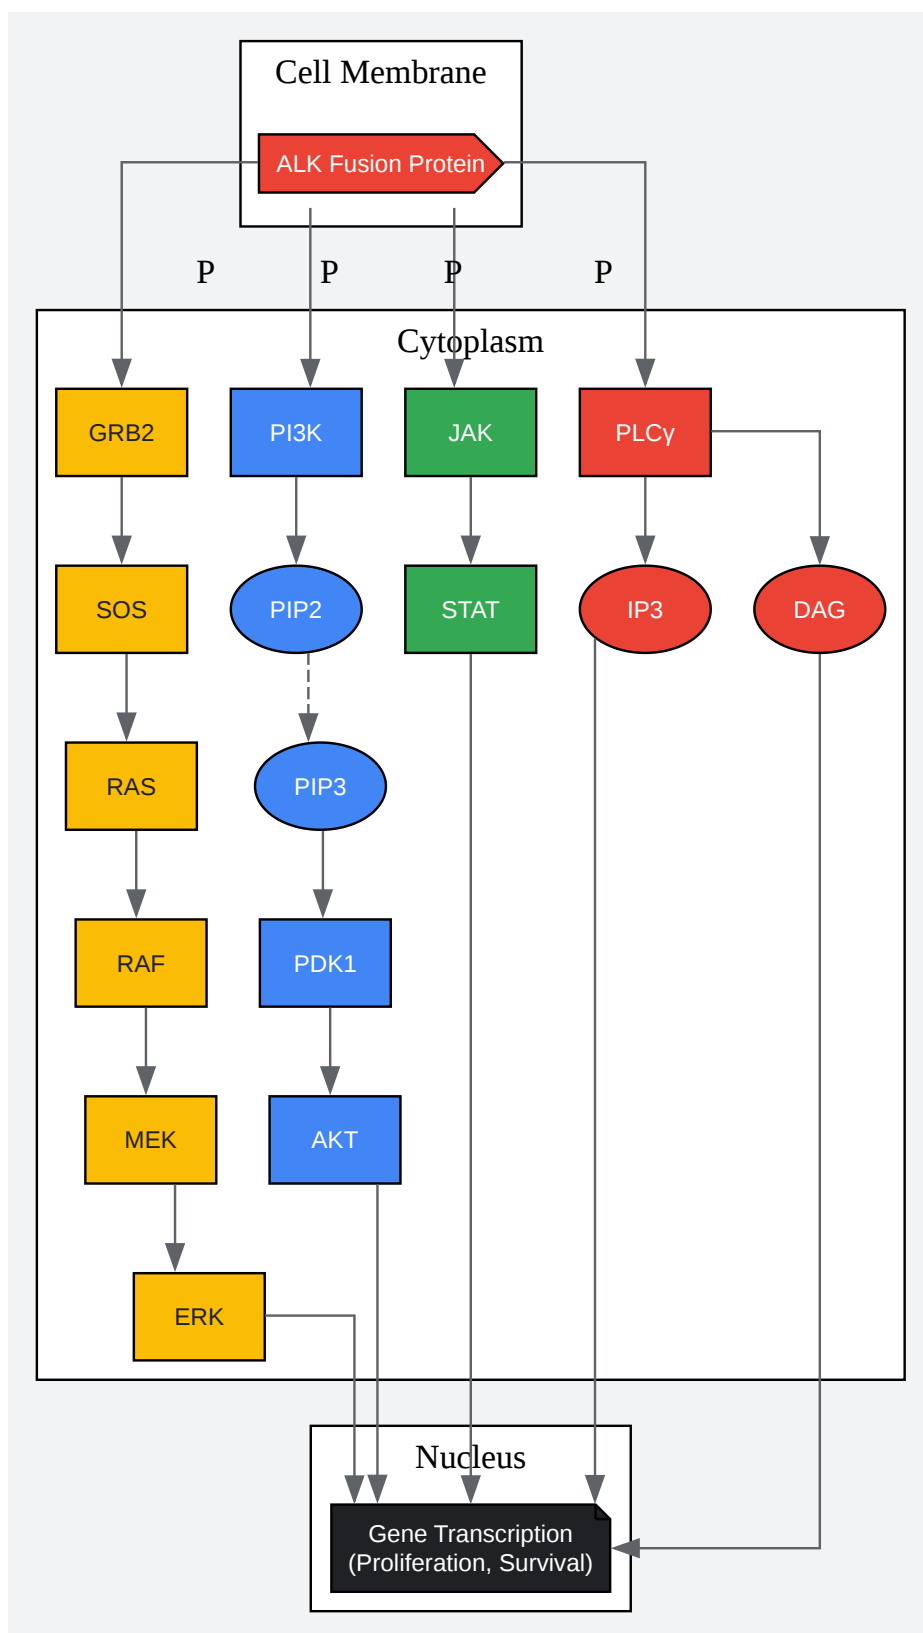 Cell Membrane
ALK Fusion Protein
P
P
P
P
Cytoplasm
GRB2
PI3K
JAK
PLCγ
SOS
PIP2
STAT
IP3
DAG
RAS
PIP3
RAF
PDK1
MEK
AKT
ERK
Nucleus
Gene Transcription
(Proliferation, Survival)